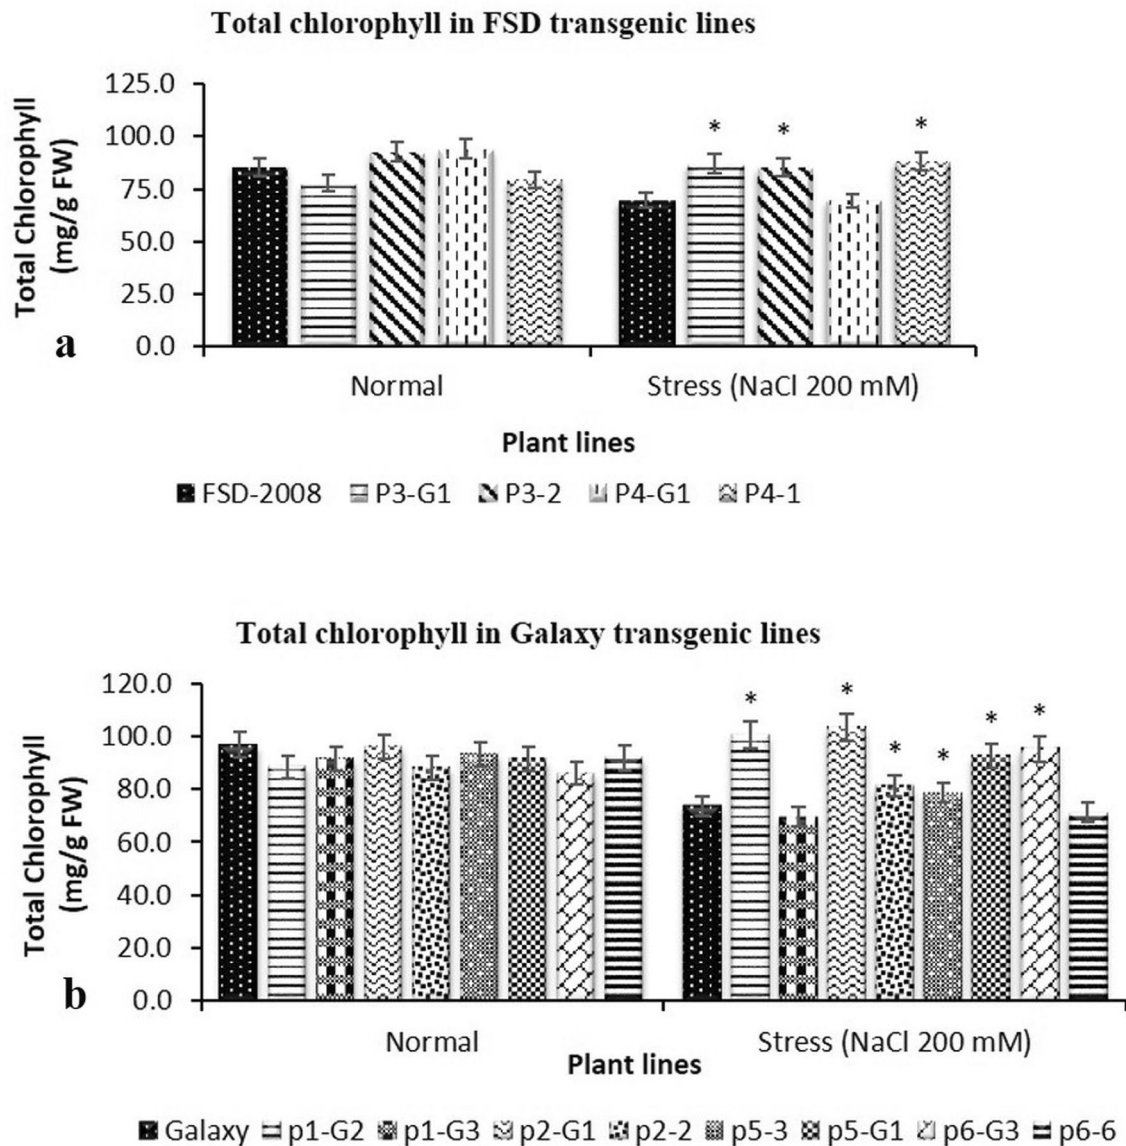 Total chlorophyll in FSD transgenic lines
Total Chlorophyll
(mg/g FW)
125.0
100.0
75.0
50.0
25.0
0.0
* * *
a
Normal Stress (NaCl 200 mM)
Plant lines
FSD-2008 P3-G1 P3-2 P4-G1 P4-1
Total chlorophyll in Galaxy transgenic lines
Total Chlorophyll
(mg/g FW)
120.0
100.0
80.0
60.0
40.0
20.0
0.0
* * * * * *
b
Normal Stress (NaCl 200 mM)
Plant lines
Galaxy p1-G2 p1-G3 p2-G1 p2-2 p5-3 p5-G1 p6-G3 p6-6